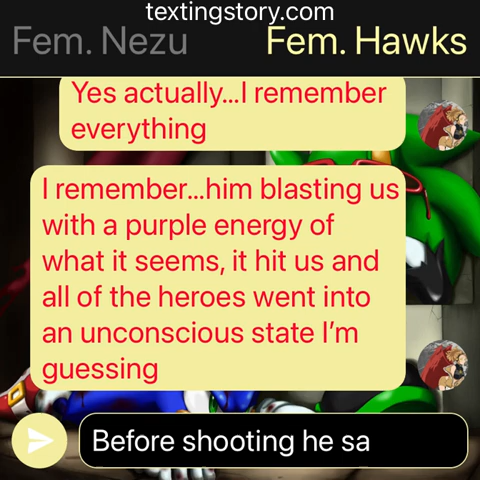 textingstory.com
Fem. Nezu Fem. Hawks
Yes actually...I remember
everything
I remember...him blasting us
with a purple energy of
what it seems, it hit us and
all of the heroes went into
an unconscious state I'm
guessing
Before shooting he sa